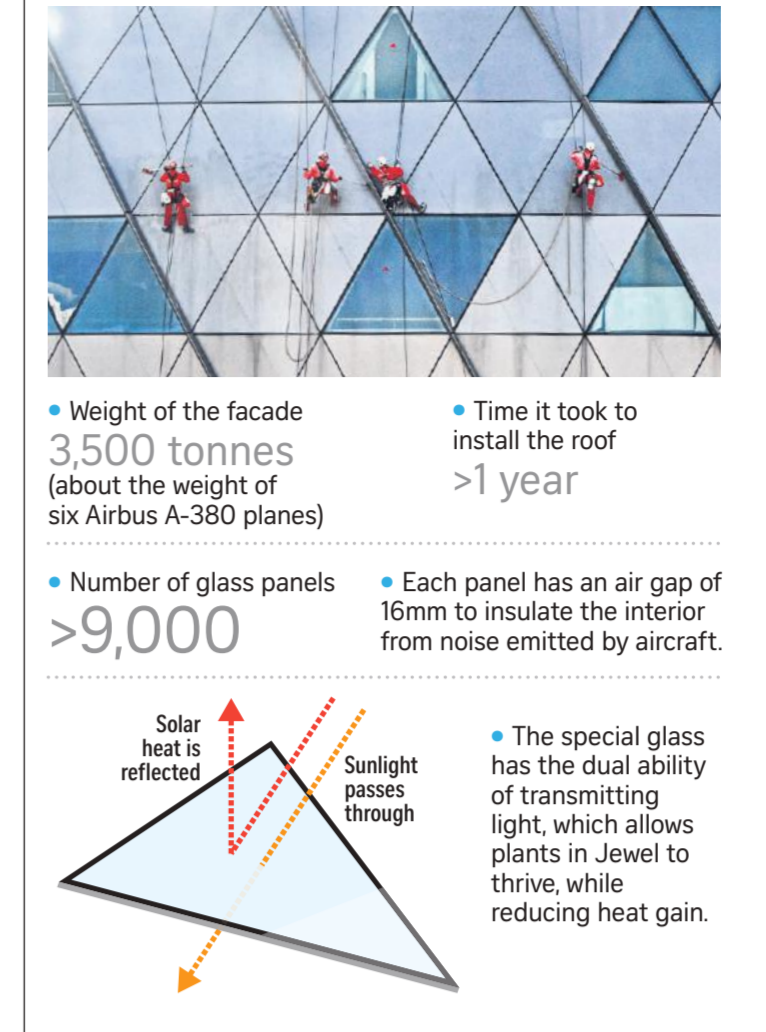 • Weight of the facade
3,500 tonnes
(about the weight of
six Airbus A-380 planes)
• Time it took to
install the roof
>1 year
• Number of glass panels
>9,000
• Each panel has an air gap of
16mm to insulate the interior
from noise emitted by aircraft.
Solar
heat is
reflected
Sunlight
passes
through
• The special glass
has the dual ability
of transmitting
light, which allows
plants in Jewel to
thrive, while
reducing heat gain.